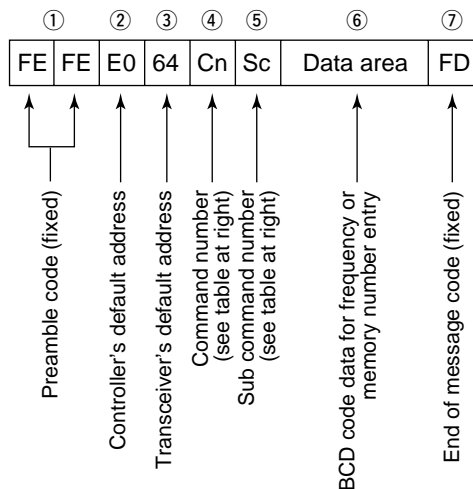 ① ② ③ ④ ⑤ ⑥ ⑦
FE FE E0 64 Cn Sc Data area FD
Preamble code (fixed)
Controller's default address
Transceiver's default address
Command number
(see table at right)
Sub command number
(see table at right)
BCD code data for frequency or
memory number entry
End of message code (fixed)